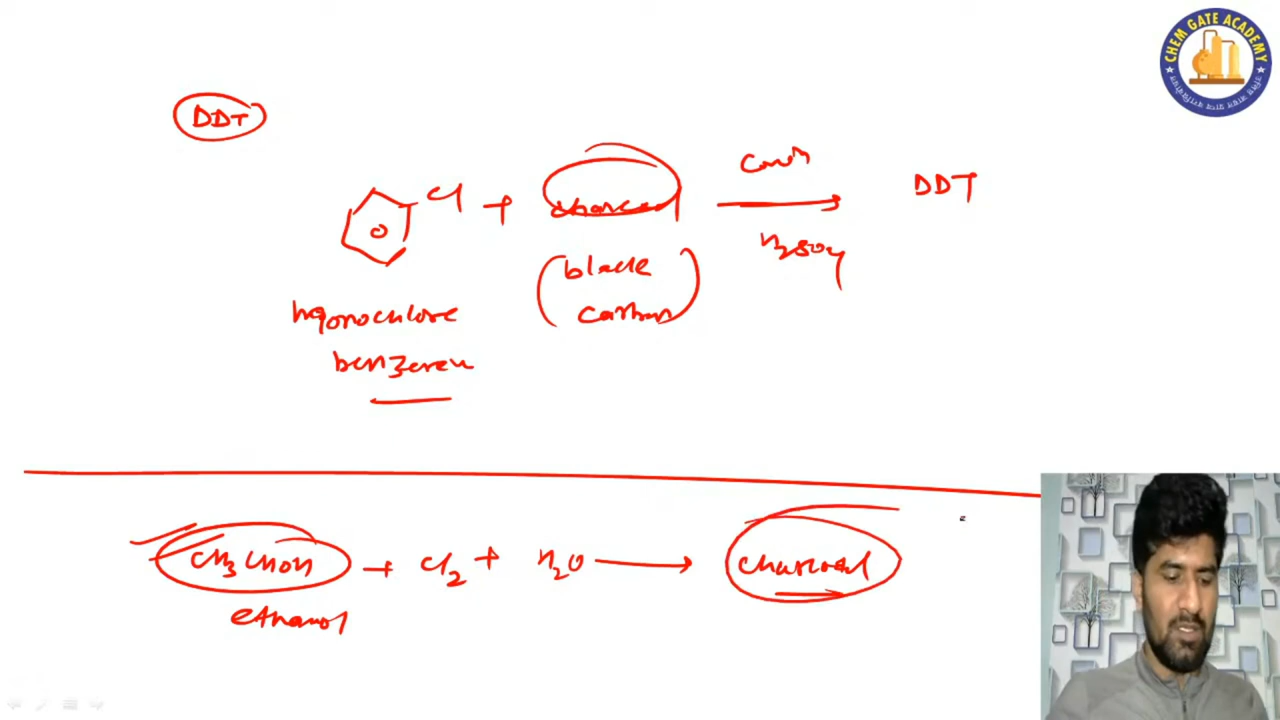 CHEM GATE ACADEMY
DDT
Cl + charcoal Conc. H2SO4 DDT
(black
carbon)
monochloro
benzene
CH3CHOH + Cl2 + H2O charcoal
ethanol